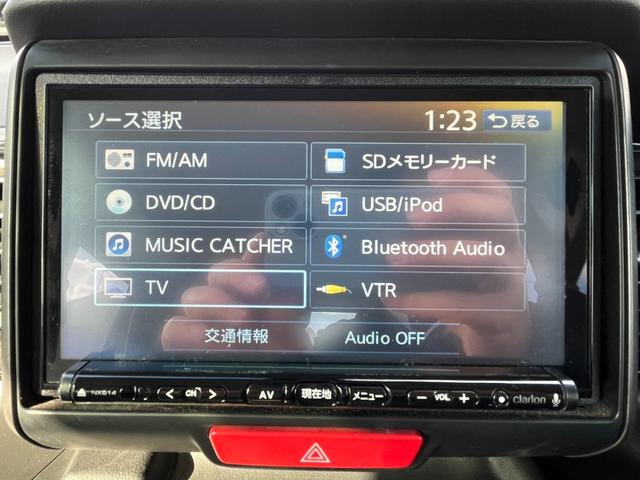 ソース選択 1:23 戻る
FM/AM SDメモリーカード
DVD/CD USB/iPod
MUSIC CATCHER Bluetooth Audio
TV VTR
交通情報 Audio OFF
NX514 < CH > AV 現在地 メニュー − VOL + clarion